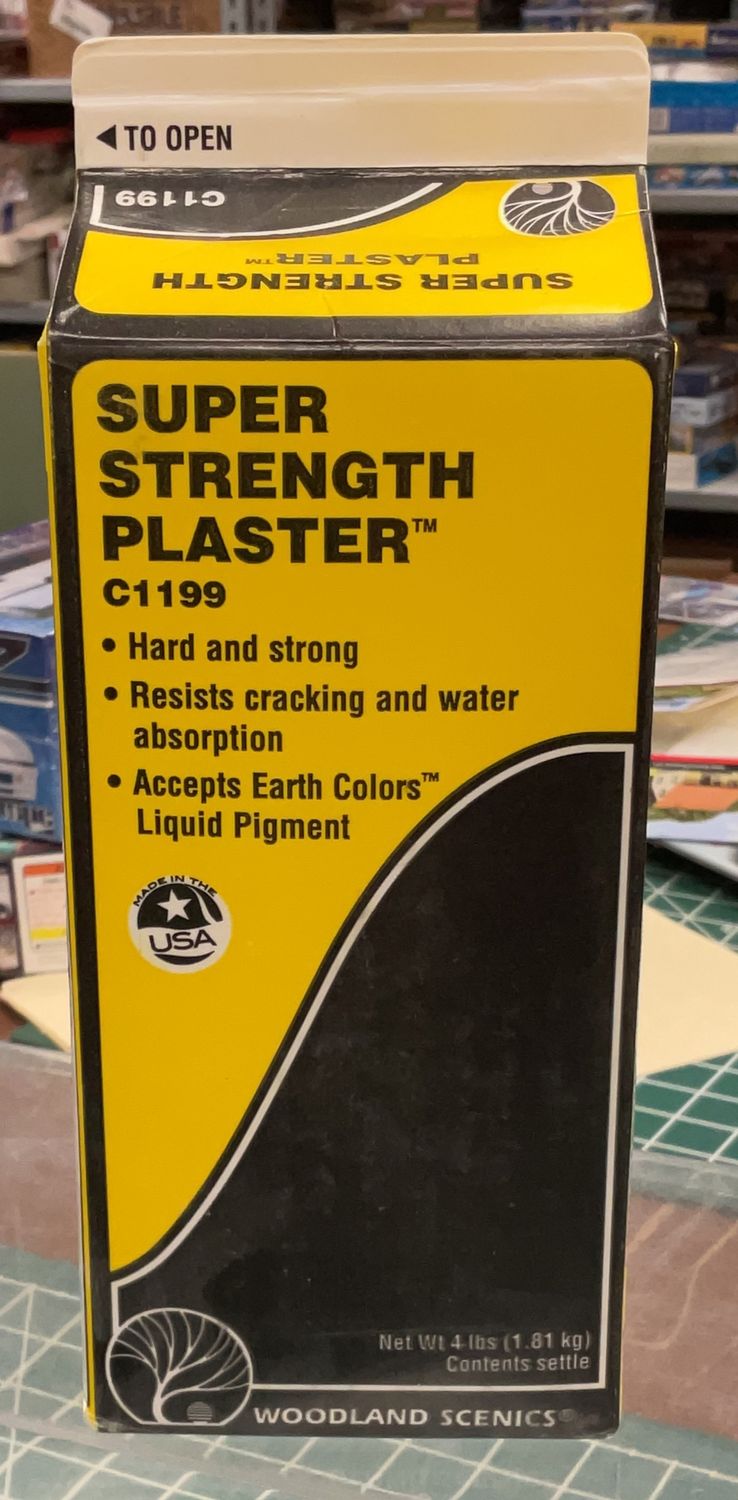 ◀ TO OPEN
C1199
SUPER STRENGTH
PLASTER™
SUPER
STRENGTH
PLASTER™
C1199
• Hard and strong
• Resists cracking and water
absorption
• Accepts Earth Colors™
Liquid Pigment
MADE IN THE
USA
Net Wt 4 lbs (1.81 kg)
Contents settle
WOODLAND SCENICS®